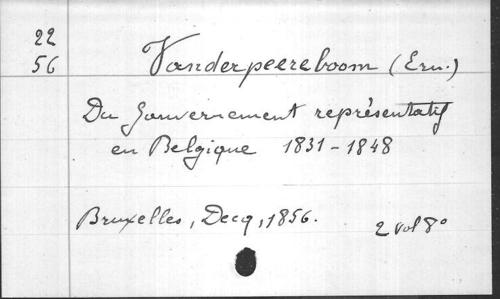 22
56
Vanderpeereboom (Ern.)
Du Gouvernement représentatif
en Belgique 1831-1848
Bruxelles, Decq, 1856.
2 vol 8°